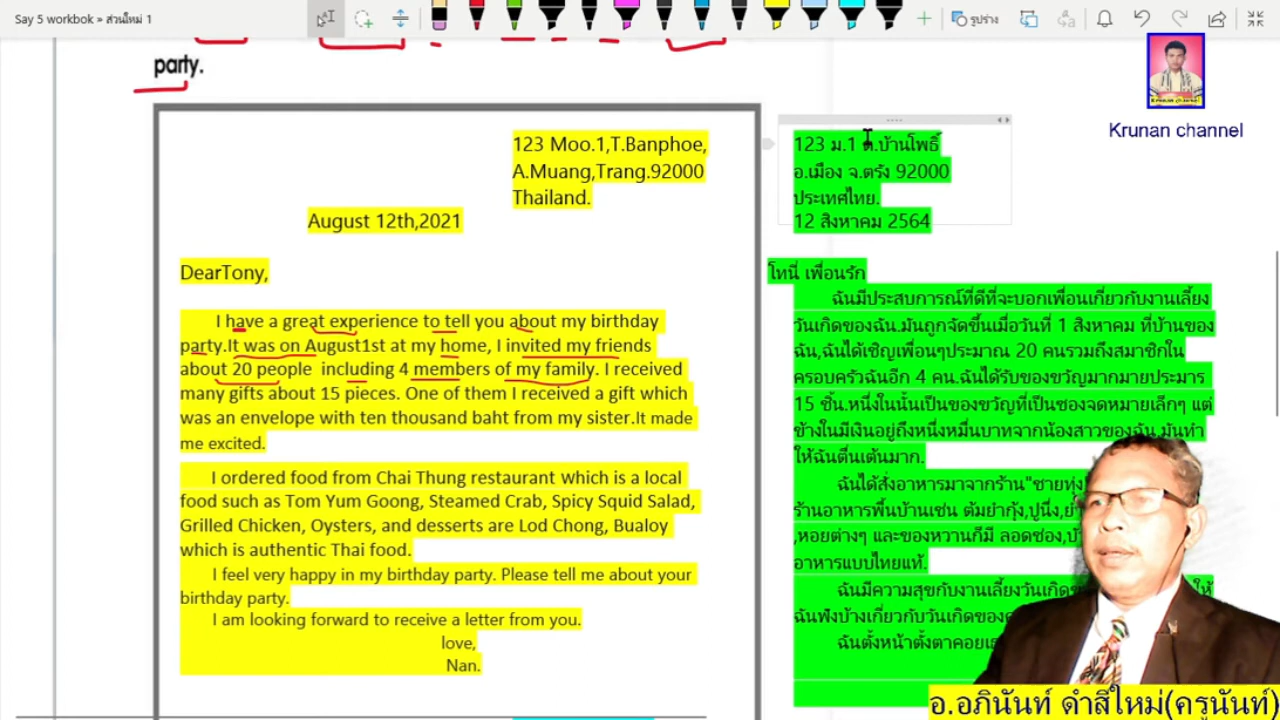 Say 5 workbok » ส่วนใหม่ 1
รูปร่าง
party.
Krunan channel
123 Moo.1,T.Banphoe,
A.Muang,Trang.92000
Thailand.
August 12th,2021
DearTony,
I have a great experience to tell you about my birthday
party.It was on August1st at my home, I invited my friends
about 20 people including 4 members of my family. I received
many gifts about 15 pieces. One of them I received a gift which
was an envelope with ten thousand baht from my sister.It made
me excited.
I ordered food from Chai Thung restaurant which is a local
food such as Tom Yum Goong, Steamed Crab, Spicy Squid Salad,
Grilled Chicken, Oysters, and desserts are Lod Chong, Bualoy
which is authentic Thai food.
I feel very happy in my birthday party. Please tell me about your
birthday party.
I am looking forward to receive a letter from you.
love,
Nan.
123 ม.1 ต.บ้านโพธิ์
อ.เมือง จ.ตรัง 92000
ประเทศไทย.
12 สิงหาคม 2564
โทนี่ เพื่อนรัก
ฉันมีประสบการณ์ที่ดีที่จะบอกเพื่อนเกี่ยวกับงานเลี้ยง
วันเกิดของฉัน.มันถูกจัดขึ้นเมื่อวันที่ 1 สิงหาคม ที่บ้านของ
ฉัน,ฉันได้เชิญเพื่อนๆประมาณ 20 คนรวมถึงสมาชิกใน
ครอบครัวฉันอีก 4 คน.ฉันได้รับของขวัญมากมายประมาร
15 ชิ้น.หนึ่งในนั้นเป็นของขวัญที่เป็นซองจดหมายเล็กๆ แต่
ข้างในมีเงินอยู่ถึงหนึ่งหมื่นบาทจากน้องสาวของฉัน.มันทำ
ให้ฉันตื่นเต้นมาก.
ฉันได้สั่งอาหารมาจากร้าน"ชายทุ่ง
ร้านอาหารพื้นบ้านเช่น ต้มยำกุ้ง,ปูนึ่ง,ยำ
,หอยต่างๆ และของหวานก็มี ลอดช่อง,
อาหารแบบไทยแท้.
ฉันมีความสุขกับงานเลี้ยงวันเกิด ให้
ฉันฟังบ้างเกี่ยวกับวันเกิดของ
ฉันตั้งหน้าตั้งตาคอย
อ.อภินันท์ ดำสีใหม่(ครูนันท์)